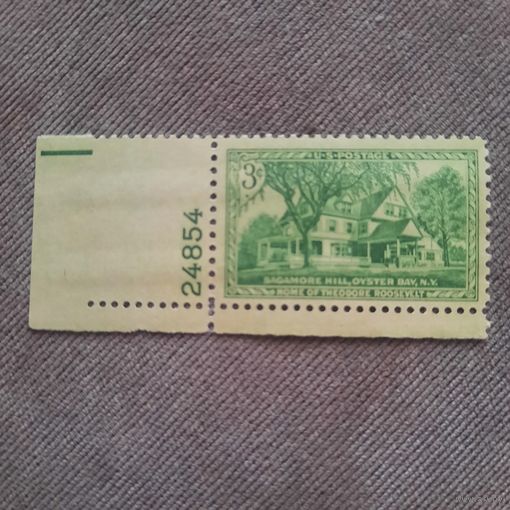 U·S·POSTAGE
3¢
SAGAMORE HILL, OYSTER BAY, N.Y.
HOME OF THEODORE ROOSEVELT
24854